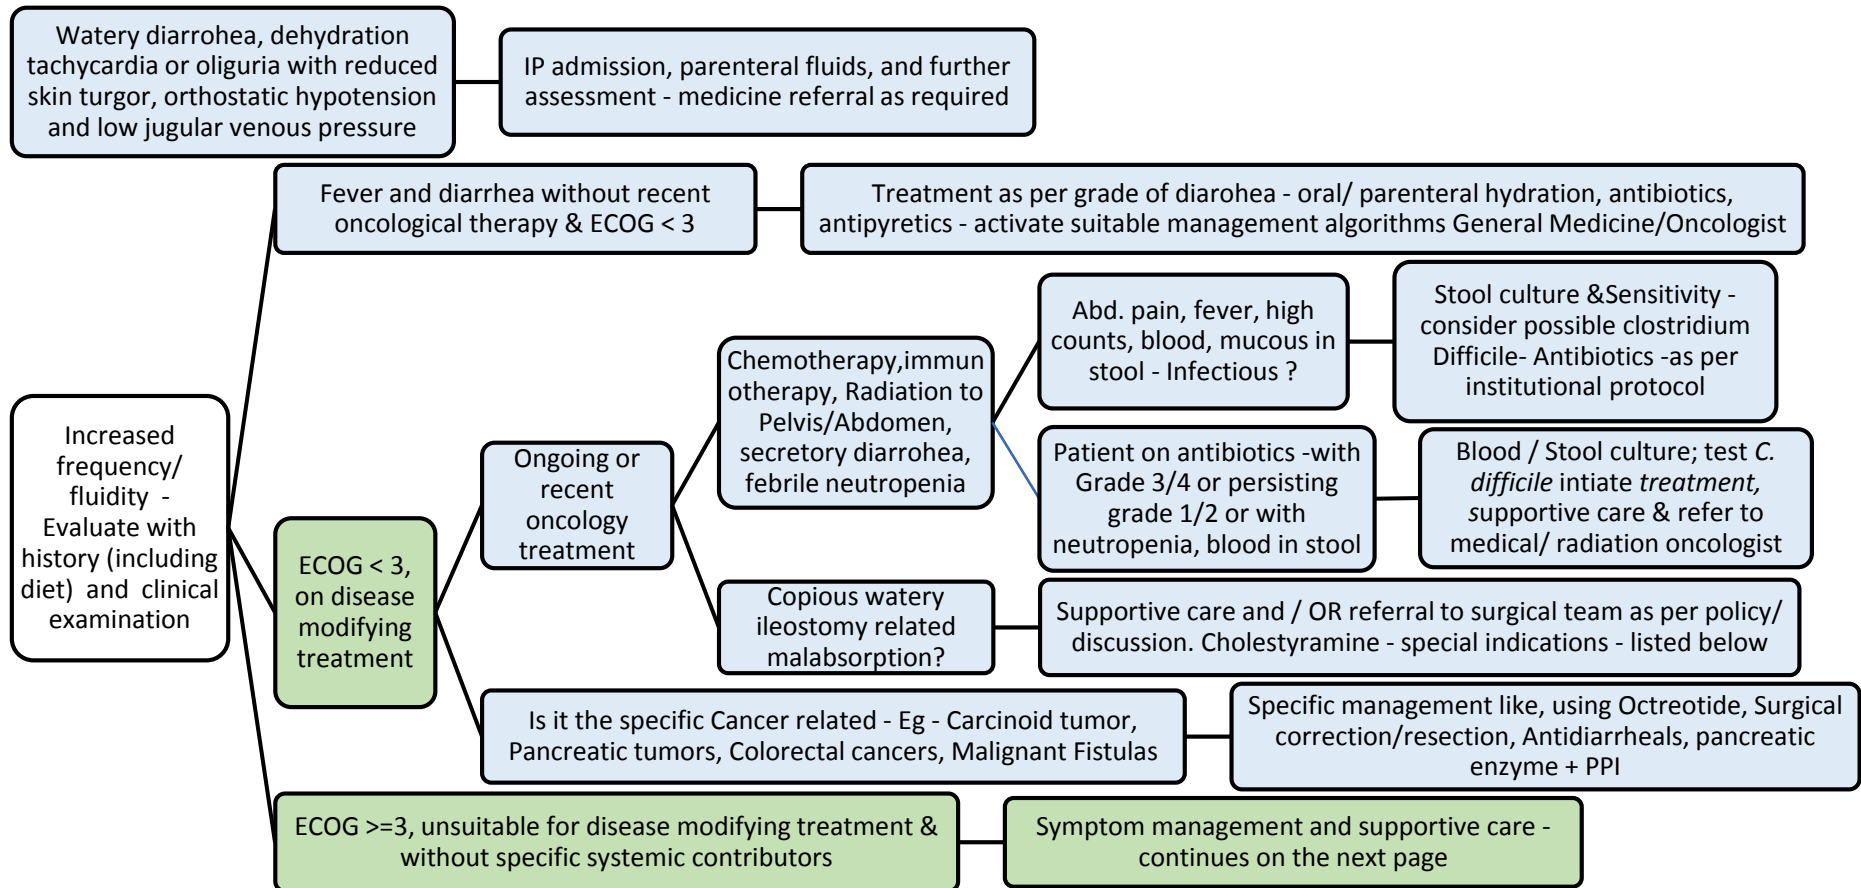 Watery diarrohea, dehydration
tachycardia or oliguria with reduced
skin turgor, orthostatic hypotension
and low jugular venous pressure
IP admission, parenteral fluids, and further
assessment - medicine referral as required
Increased
frequency/
fluidity -
Evaluate with
history (including
diet) and clinical
examination
Fever and diarrhea without recent
oncological therapy & ECOG < 3
Treatment as per grade of diarohea - oral/ parenteral hydration, antibiotics,
antipyretics - activate suitable management algorithms General Medicine/Oncologist
ECOG < 3,
on disease
modifying
treatment
Ongoing or
recent
oncology
treatment
Chemotherapy,immun
otherapy, Radiation to
Pelvis/Abdomen,
secretory diarrohea,
febrile neutropenia
Abd. pain, fever, high
counts, blood, mucous in
stool - Infectious ?
Stool culture &Sensitivity -
consider possible clostridium
Difficile- Antibiotics -as per
institutional protocol
Patient on antibiotics -with
Grade 3/4 or persisting
grade 1/2 or with
neutropenia, blood in stool
Blood / Stool culture; test C.
difficile intiate treatment,
supportive care & refer to
medical/ radiation oncologist
Copious watery
ileostomy related
malabsorption?
Supportive care and / OR referral to surgical team as per policy/
discussion. Cholestyramine - special indications - listed below
Is it the specific Cancer related - Eg - Carcinoid tumor,
Pancreatic tumors, Colorectal cancers, Malignant Fistulas
Specific management like, using Octreotide, Surgical
correction/resection, Antidiarrheals, pancreatic
enzyme + PPI
ECOG >=3, unsuitable for disease modifying treatment &
without specific systemic contributors
Symptom management and supportive care -
continues on the next page